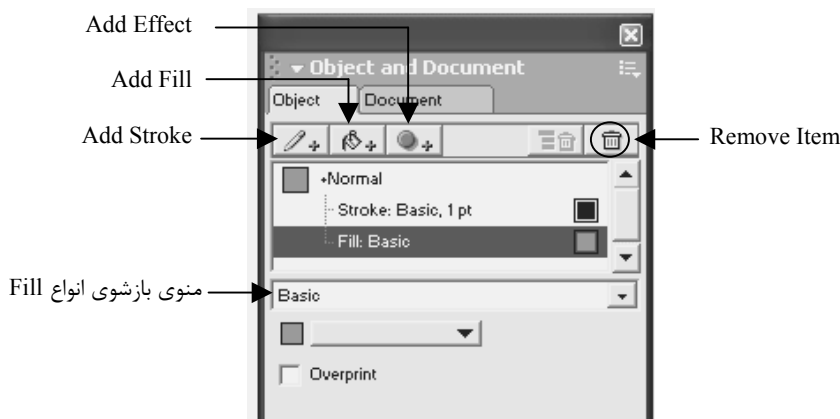 Add Effect
Add Fill
Add Stroke
Remove Item
Object and Document
Object Document
+Normal
Stroke: Basic, 1 pt
Fill: Basic
منوی بازشوی انواع Fill
Basic
Overprint